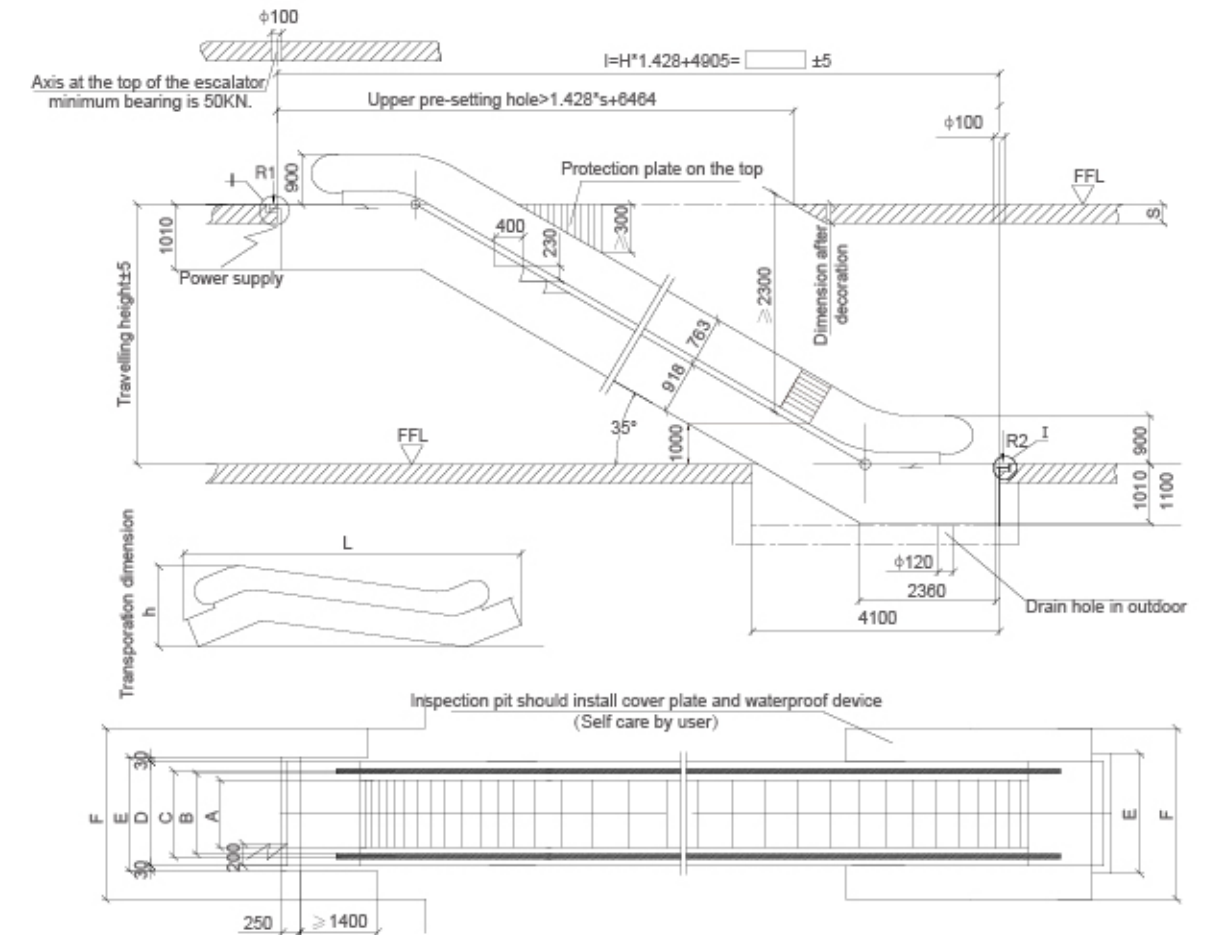 ϕ100
I=H*1.428+4905= ±5
Axis at the top of the escalator
minimum bearing is 50KN.
Upper pre-setting hole>1.428*s+6464
ϕ100
R1
900
Protection plate on the top
FFL
S
1010
400
230
≥300
Power supply
Travelling height±5
≥2300
Dimension after
decoration
763
918
35°
1000
FFL
R2
I
900
1010
1100
Transporation dimension
L
h
ϕ120
2360
Drain hole in outdoor
4100
Inspection pit should install cover plate and waterproof device
(Self care by user)
30
F
E
D
C
B
A
E
F
200
30
250
≥1400